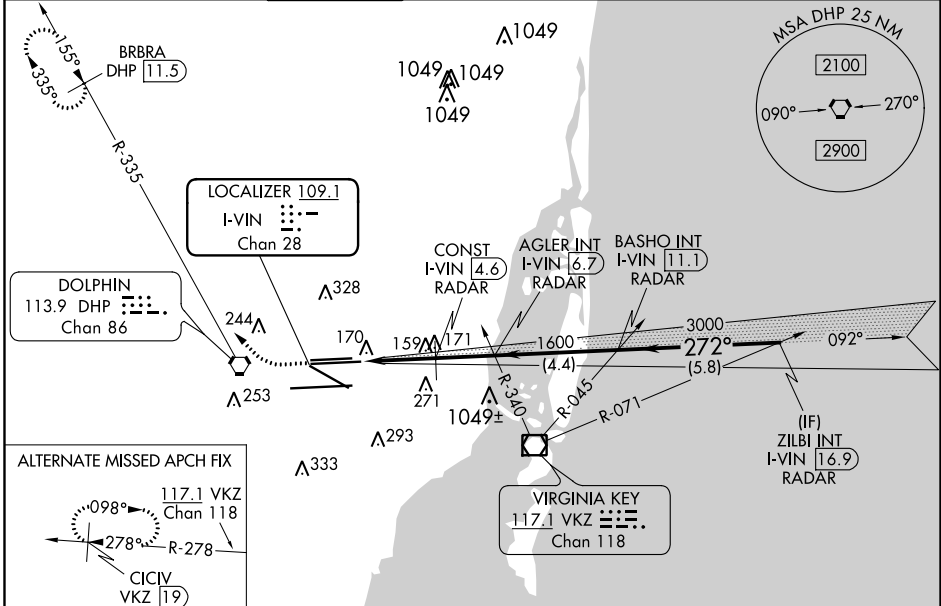 1049
1049
1049
1049
BRBRA
DHP 11.5
155°
335°
R-335
MSA DHP 25 NM
2100
090°
270°
2900
LOCALIZER 109.1
I-VIN
Chan 28
DOLPHIN
113.9 DHP
Chan 86
CONST
I-VIN 4.6
RADAR
AGLER INT
I-VIN 6.7
RADAR
BASHO INT
I-VIN 11.1
RADAR
328
244
170
159
171
253
271
1049±
293
333
1600
(4.4)
3000
272°
(5.8)
092°
R-340
R-045
R-071
(IF)
ZILBI INT
I-VIN 16.9
RADAR
VIRGINIA KEY
117.1 VKZ
Chan 118
ALTERNATE MISSED APCH FIX
117.1 VKZ
Chan 118
098°
278°
R-278
CICIV
VKZ 19